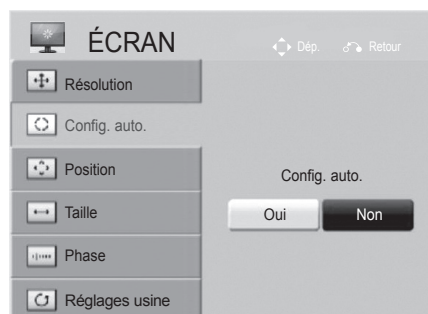 ÉCRAN
Dép.
Retour
Résolution
Config. auto.
Position
Taille
Phase
Réglages usine
Config. auto.
Oui
Non